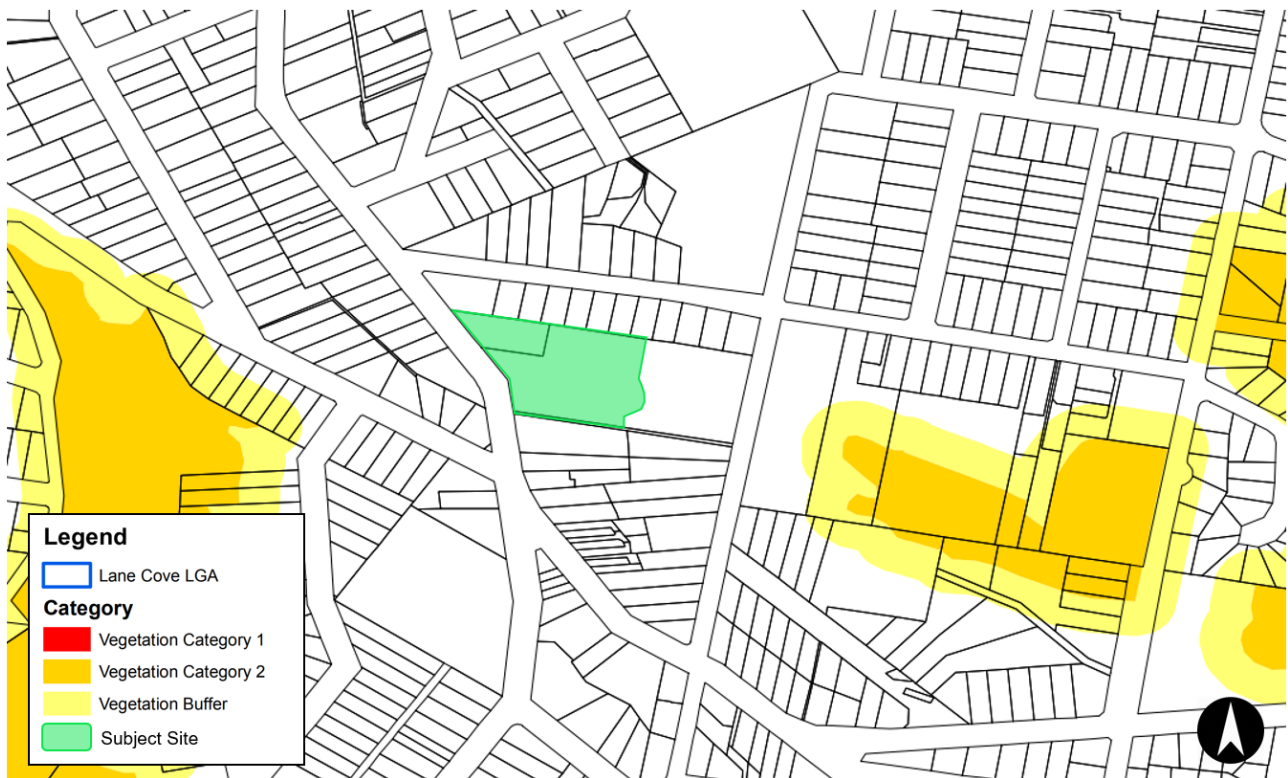 Legend
Lane Cove LGA
Category
Vegetation Category 1
Vegetation Category 2
Vegetation Buffer
Subject Site